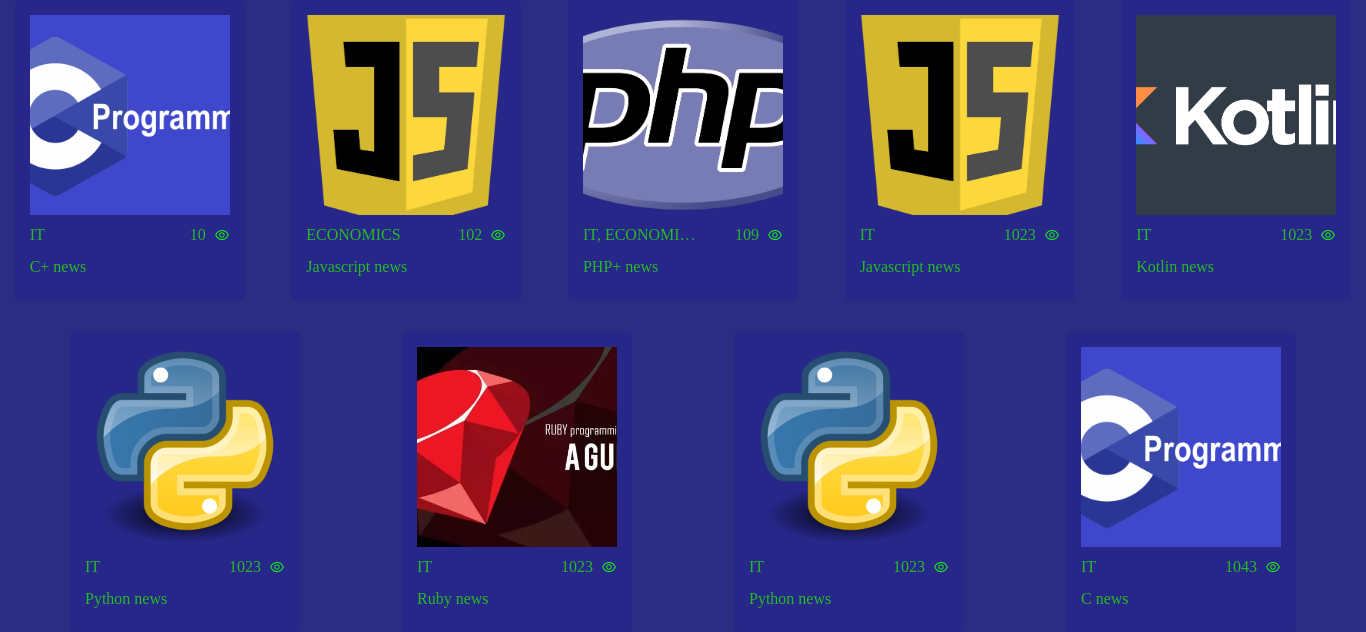 Programm
JS
php
JS
Kotlin
IT 10
ECONOMICS 102
IT, ECONOMI… 109
IT 1023
IT 1023
C+ news
Javascript news
PHP+ news
Javascript news
Kotlin news
RUBY programmi
A GU
Programm
IT 1023
IT 1023
IT 1023
IT 1043
Python news
Ruby news
Python news
C news